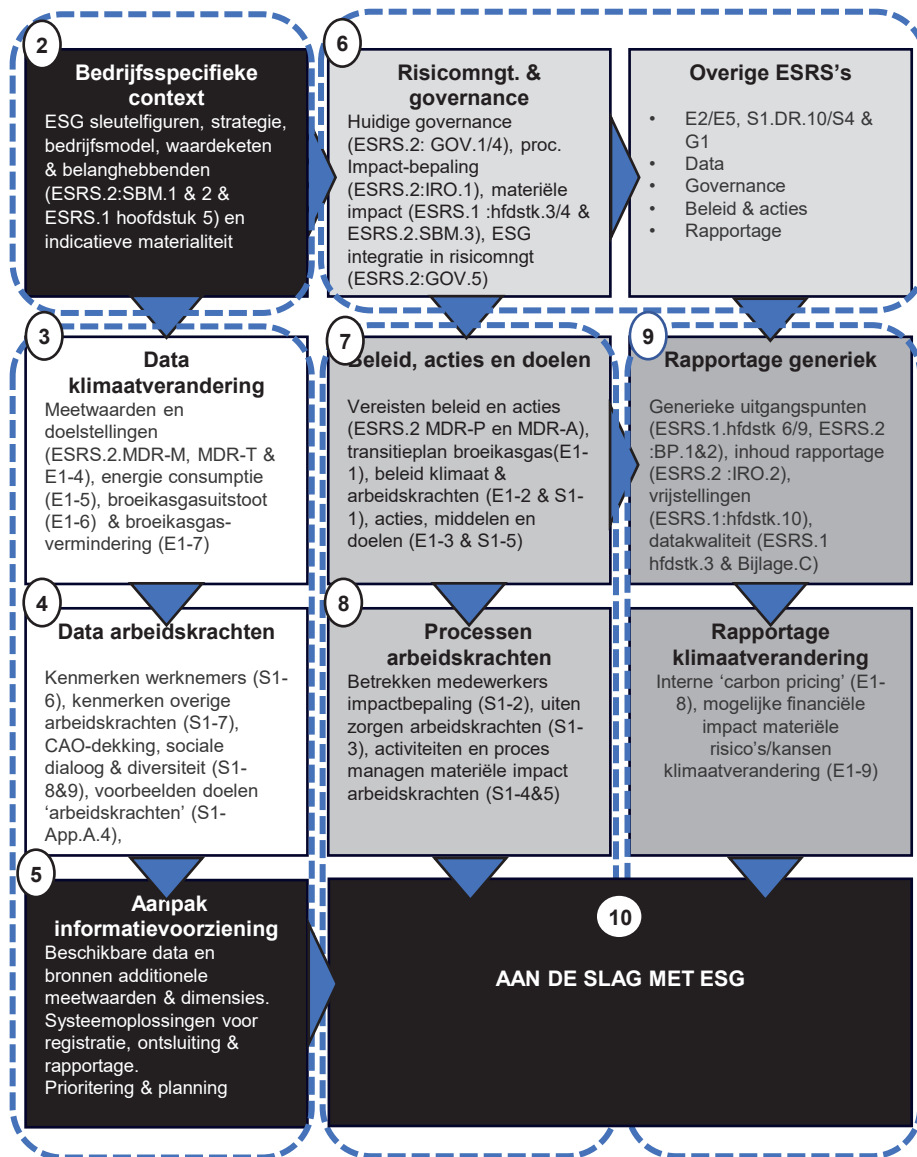 2
Bedrijfsspecifieke
context
ESG sleutelfiguren, strategie,
bedrijfsmodel, waardeketen
& belanghebbenden
(ESRS.2:SBM.1 & 2 &
ESRS.1 hoofdstuk 5) en
indicatieve materialiteit
6
Risicomngt. &
governance
Huidige governance
(ESRS.2: GOV.1/4), proc.
Impact-bepaling
(ESRS.2:IRO.1), materiële
impact (ESRS.1 :hfdstk.3/4 &
ESRS.2.SBM.3), ESG
integratie in risicomngt
(ESRS.2:GOV.5)
Overige ESRS's
• E2/E5, S1.DR.10/S4 &
G1
• Data
• Governance
• Beleid & acties
• Rapportage
3
Data
klimaatverandering
Meetwaarden en
doelstellingen
(ESRS.2.MDR-M, MDR-T &
E1-4), energie consumptie
(E1-5), broeikasgasuitstoot
(E1-6) & broeikasgas-
vermindering (E1-7)
7
Beleid, acties en doelen
Vereisten beleid en acties
(ESRS.2 MDR-P en MDR-A),
transitieplan broeikasgas(E1-
1), beleid klimaat &
arbeidskrachten (E1-2 & S1-
1), acties, middelen en
doelen (E1-3 & S1-5)
9
Rapportage generiek
Generieke uitgangspunten
(ESRS.1.hfdstk 6/9, ESRS.2
:BP.1&2), inhoud rapportage
(ESRS.2 :IRO.2),
vrijstellingen
(ESRS.1:hfdstk.10),
datakwaliteit (ESRS.1
hfdstk.3 & Bijlage.C)
4
Data arbeidskrachten
Kenmerken werknemers (S1-
6), kenmerken overige
arbeidskrachten (S1-7),
CAO-dekking, sociale
dialoog & diversiteit (S1-
8&9), voorbeelden doelen
'arbeidskrachten' (S1-
App.A.4),
8
Processen
arbeidskrachten
Betrekken medewerkers
impactbepaling (S1-2), uiten
zorgen arbeidskrachten (S1-
3), activiteiten en proces
managen materiële impact
arbeidskrachten (S1-4&5)
Rapportage
klimaatverandering
Interne 'carbon pricing' (E1-
8), mogelijke financiële
impact materiële
risico's/kansen
klimaatverandering (E1-9)
5
Aanpak
informatievoorziening
Beschikbare data en
bronnen additionele
meetwaarden & dimensies.
Systeemoplossingen voor
registratie, ontsluiting &
rapportage.
Prioritering & planning
10
AAN DE SLAG MET ESG